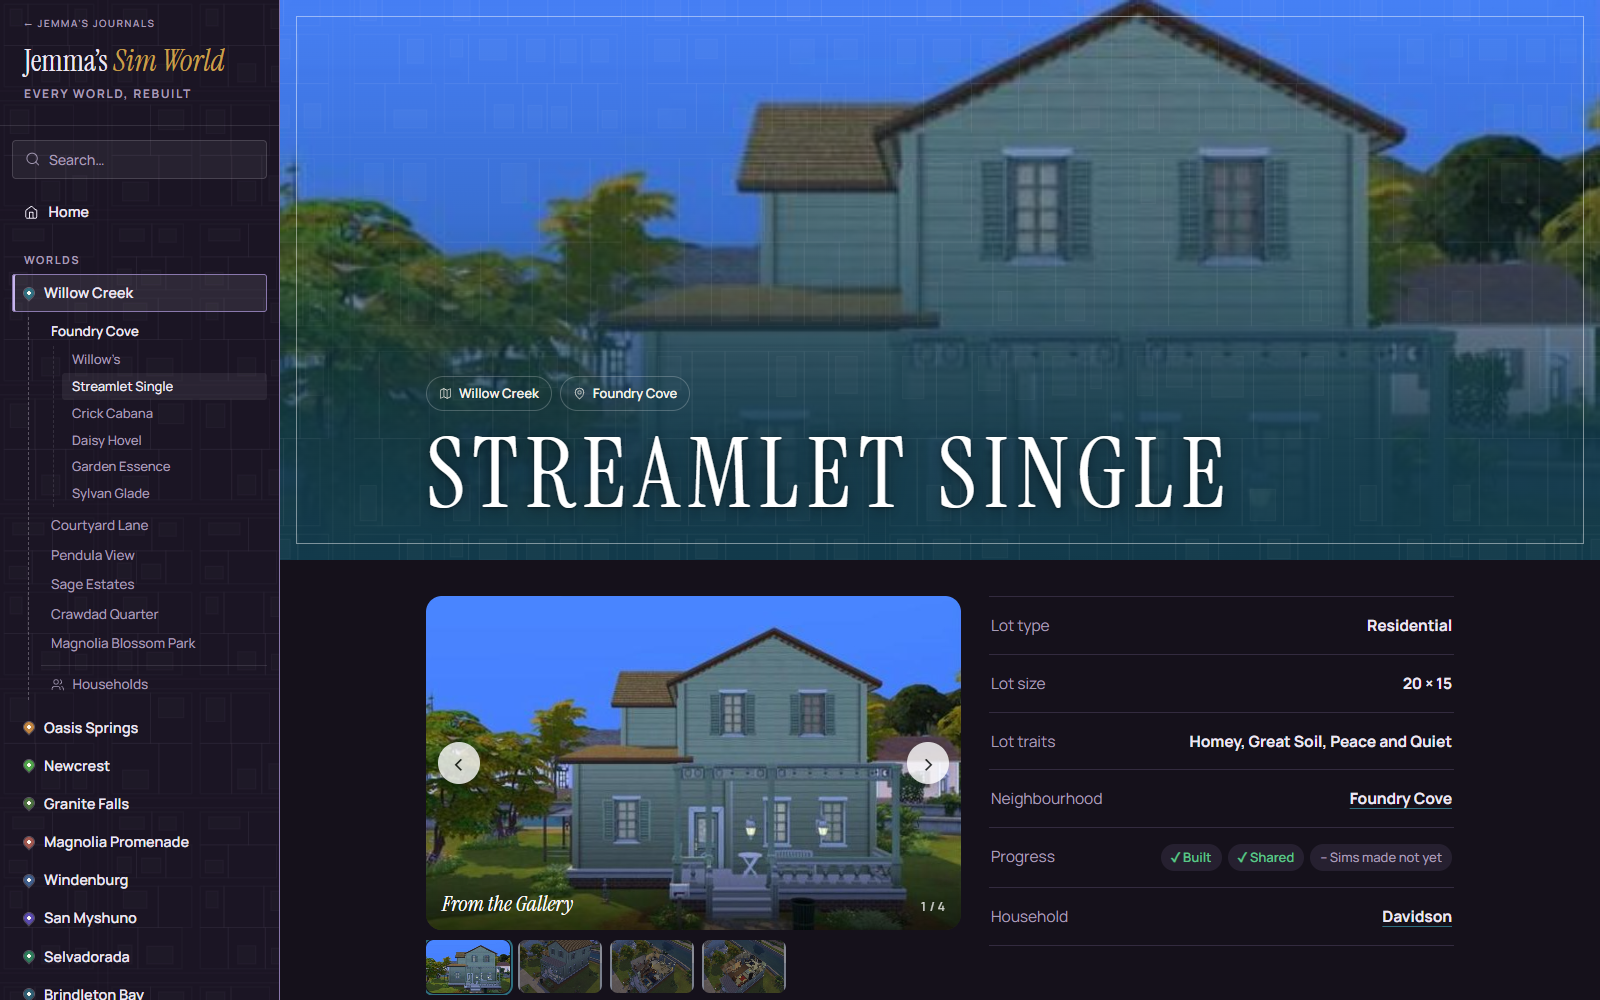 ← JEMMA'S JOURNALS
Jemma's Sim World
EVERY WORLD, REBUILT
Search...
Home
WORLDS
Willow Creek
Foundry Cove
Willow's
Streamlet Single
Crick Cabana
Daisy Hovel
Garden Essence
Sylvan Glade
Courtyard Lane
Pendula View
Sage Estates
Crawdad Quarter
Magnolia Blossom Park
Households
Oasis Springs
Newcrest
Granite Falls
Magnolia Promenade
Windenburg
San Myshuno
Selvadorada
Brindleton Bay
Willow Creek
Foundry Cove
STREAMLET SINGLE
From the Gallery
1 / 4
Lot type
Residential
Lot size
20 × 15
Lot traits
Homey, Great Soil, Peace and Quiet
Neighbourhood
Foundry Cove
Progress
✓ Built
✓ Shared
– Sims made not yet
Household
Davidson